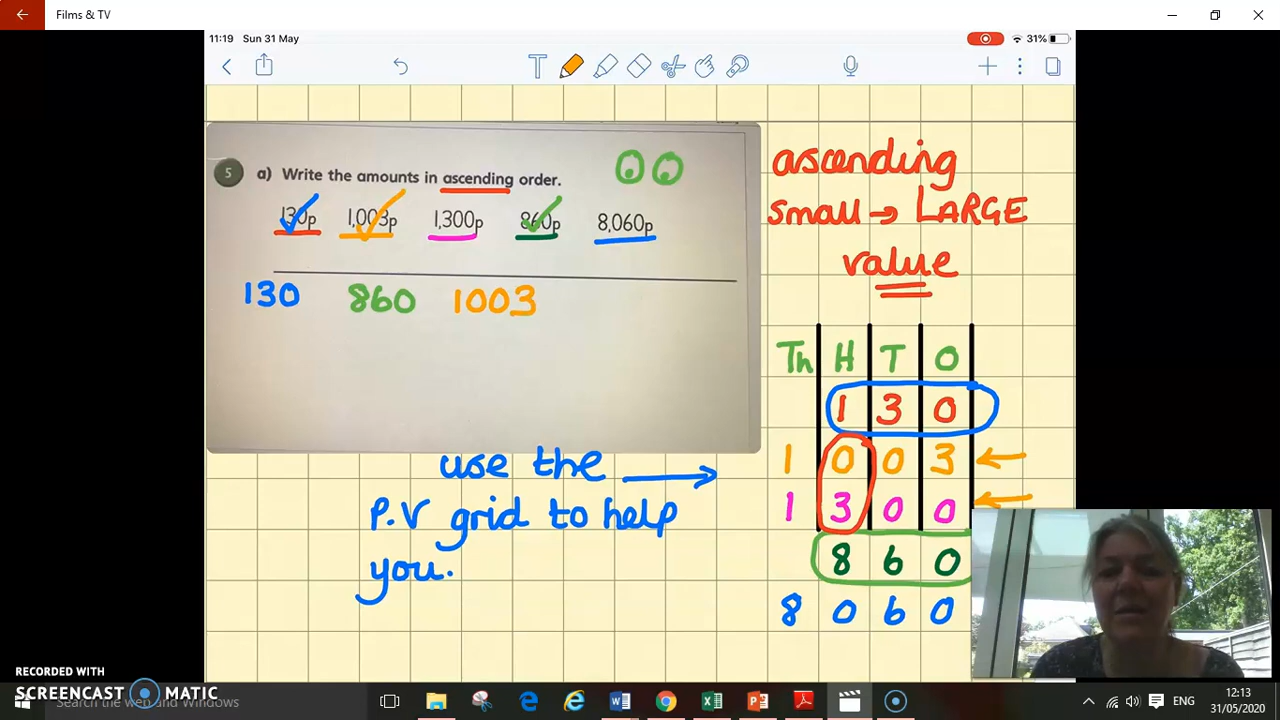 Films & TV
11:19 Sun 31 May
31%
5 a) Write the amounts in ascending order.
130p 1,003p 1,300p 860p 8,060p
130 860 1003
use the
P.V grid to help
you.
ascending
small → LARGE
value
Th H T O
1 3 0
1 0 0 3
1 3 0 0
8 6 0
8 0 6 0
RECORDED WITH
SCREENCAST MATIC
Search the web and Windows
ENG
12:13
31/05/2020